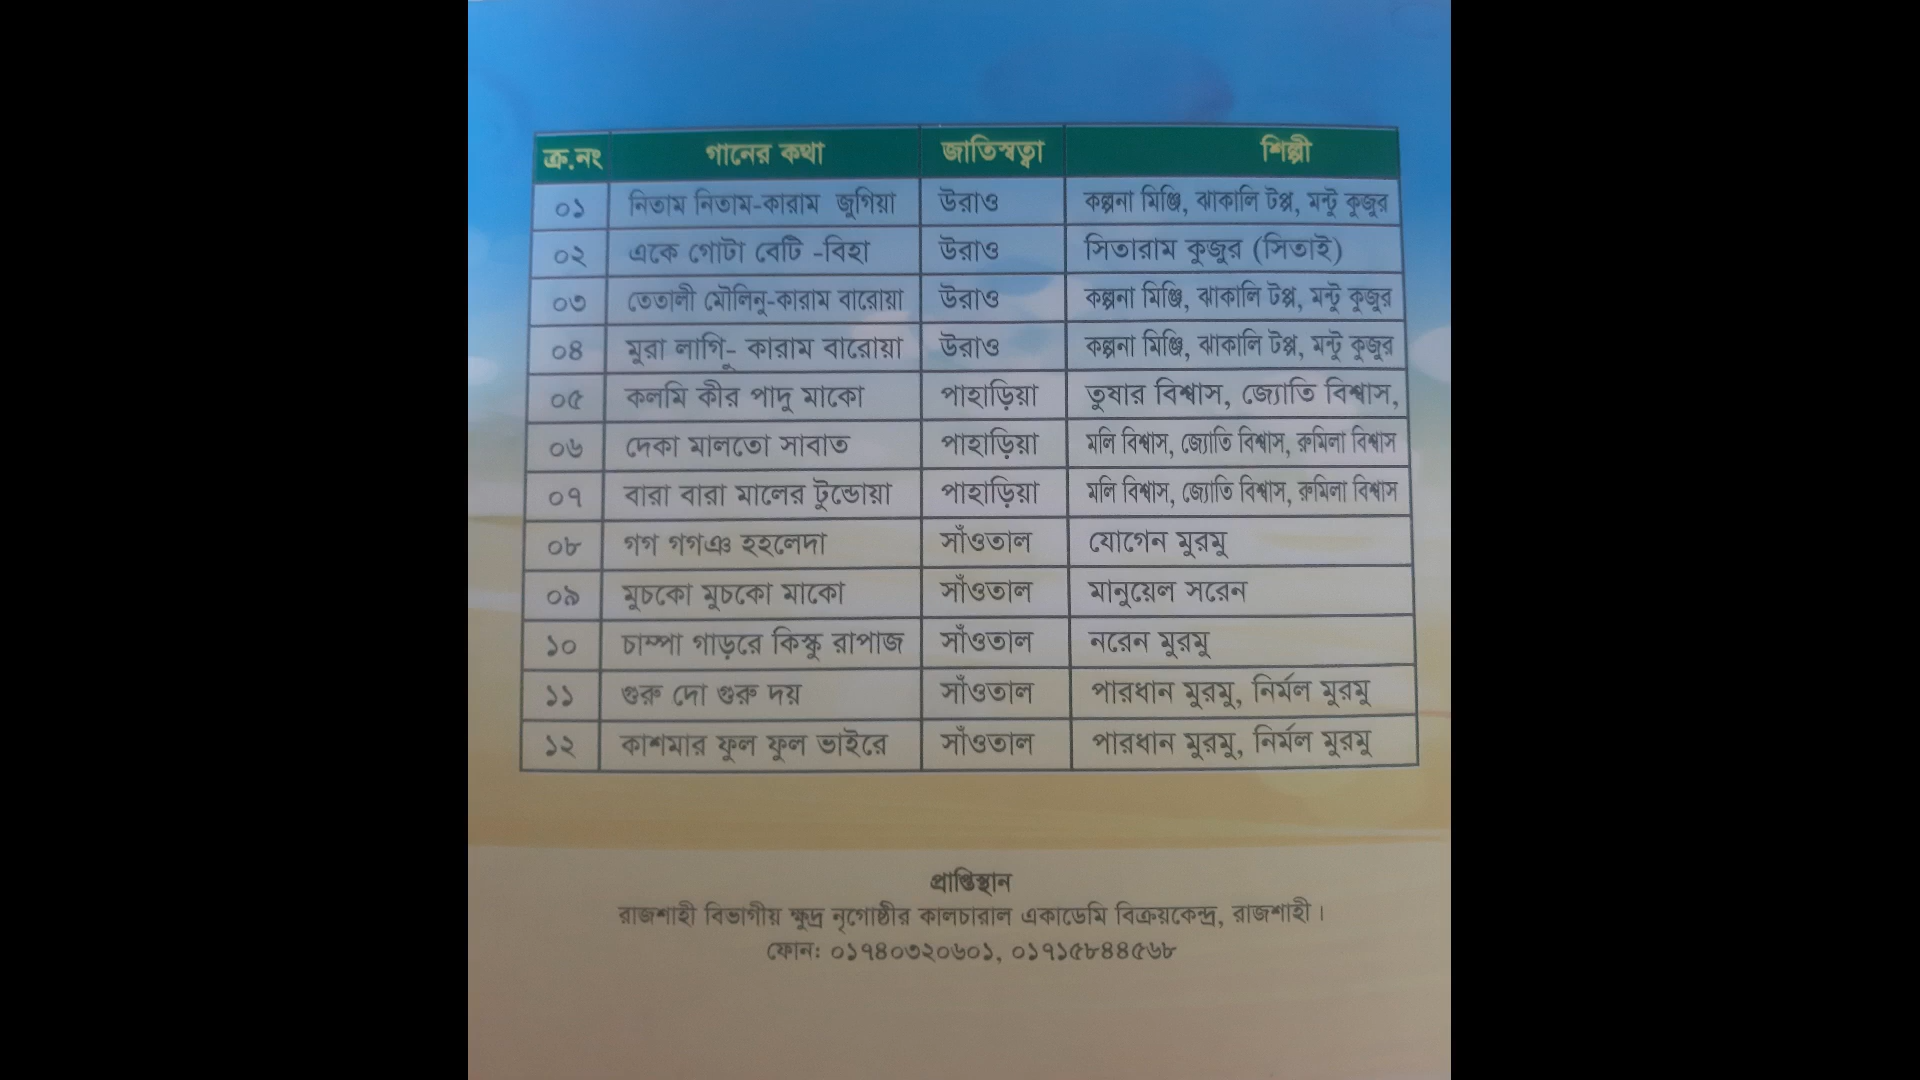 ক্র.নং গানের কথা জাতিস্বত্বা শিল্পী
০১ নিতাম নিতাম-কারাম জুগিয়া উরাও কল্পনা মিঞ্জি, ঝাকালি টপ্প, মন্টু কুজুর
০২ একে গোটা বেটি -বিহা উরাও সিতারাম কুজুর (সিতাই)
০৩ তেতালী মৌলিনু-কারাম বারোয়া উরাও কল্পনা মিঞ্জি, ঝাকালি টপ্প, মন্টু কুজুর
০৪ মূরা লাগি- কারাম বারোয়া উরাও কল্পনা মিঞ্জি, ঝাকালি টপ্প, মন্টু কুজুর
০৫ কলমি কীর পাদু মাকো পাহাড়িয়া তুষার বিশ্বাস, জ্যোতি বিশ্বাস,
০৬ দেকা মালতো সাবাত পাহাড়িয়া মলি বিশ্বাস, জ্যোতি বিশ্বাস, রুমিলা বিশ্বাস
০৭ বারা বারা মালের টুন্ডোয়া পাহাড়িয়া মলি বিশ্বাস, জ্যোতি বিশ্বাস, রুমিলা বিশ্বাস
০৮ গগ গগঞ হহলেদা সাঁওতাল যোগেন মুরমু
০৯ মুচকো মুচকো মাকো সাঁওতাল মানুয়েল সরেন
১০ চাম্পা গাড়রে কিস্কু রাপাজ সাঁওতাল নরেন মুরমু
১১ গুরু দো গুরু দয় সাঁওতাল পারধান মুরমু, নির্মল মুরমু
১২ কাশমার ফুল ফুল ভাইরে সাঁওতাল পারধান মুরমু, নির্মল মুরমু
প্রাপ্তিস্থান
রাজশাহী বিভাগীয় ক্ষুদ্র নৃগোষ্ঠীর কালচারাল একাডেমি বিক্রয়কেন্দ্র, রাজশাহী।
ফোন: ০১৭৪০৩২০৬০১, ০১৭১৫৮৪৪৫৬৮